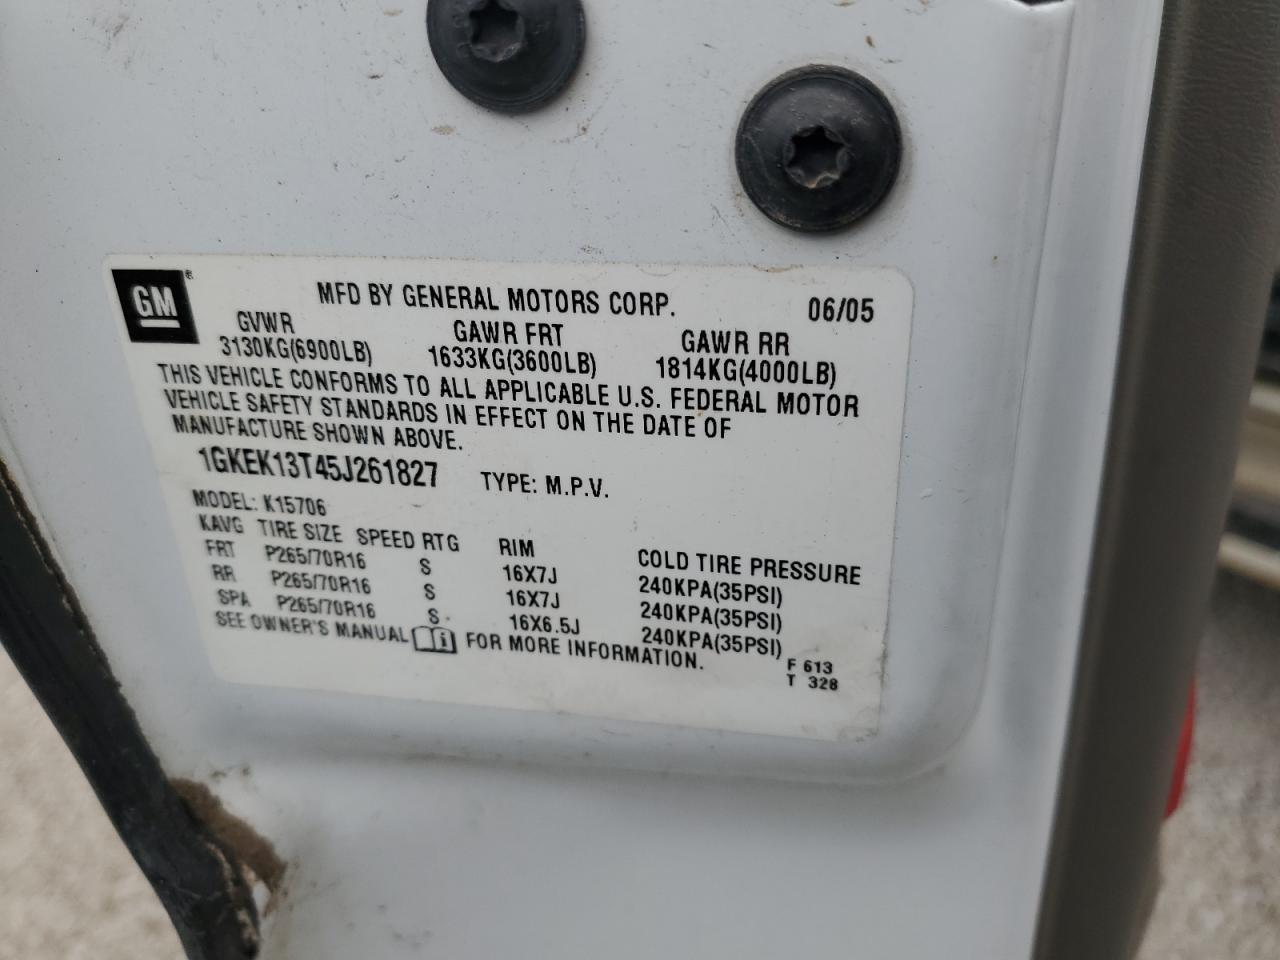 GM®
MFD BY GENERAL MOTORS CORP. 06/05
GVWR GAWR FRT GAWR RR
3130KG(6900LB) 1633KG(3600LB) 1814KG(4000LB)
THIS VEHICLE CONFORMS TO ALL APPLICABLE U.S. FEDERAL MOTOR
VEHICLE SAFETY STANDARDS IN EFFECT ON THE DATE OF
MANUFACTURE SHOWN ABOVE.
1GKEK13T45J261827 TYPE: M.P.V.
MODEL: K15706
KAVG TIRE SIZE SPEED RTG RIM COLD TIRE PRESSURE
FRT P265/70R16 S 16X7J 240KPA(35PSI)
RR P265/70R16 S 16X7J 240KPA(35PSI)
SPA P265/70R16 S 16X6.5J 240KPA(35PSI)
SEE OWNER'S MANUAL i FOR MORE INFORMATION.
F 613
T 328